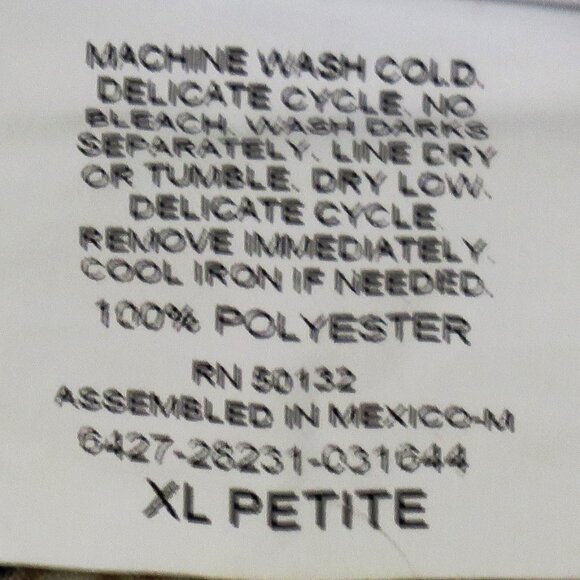 MACHINE WASH COLD.
DELICATE CYCLE. NO
BLEACH. WASH DARKS
SEPARATELY. LINE DRY
OR TUMBLE. DRY LOW.
DELICATE CYCLE.
REMOVE IMMEDIATELY.
COOL IRON IF NEEDED.
100% POLYESTER
RN 50132
ASSEMBLED IN MEXICO-M
6427-28231-031644
XL PETITE